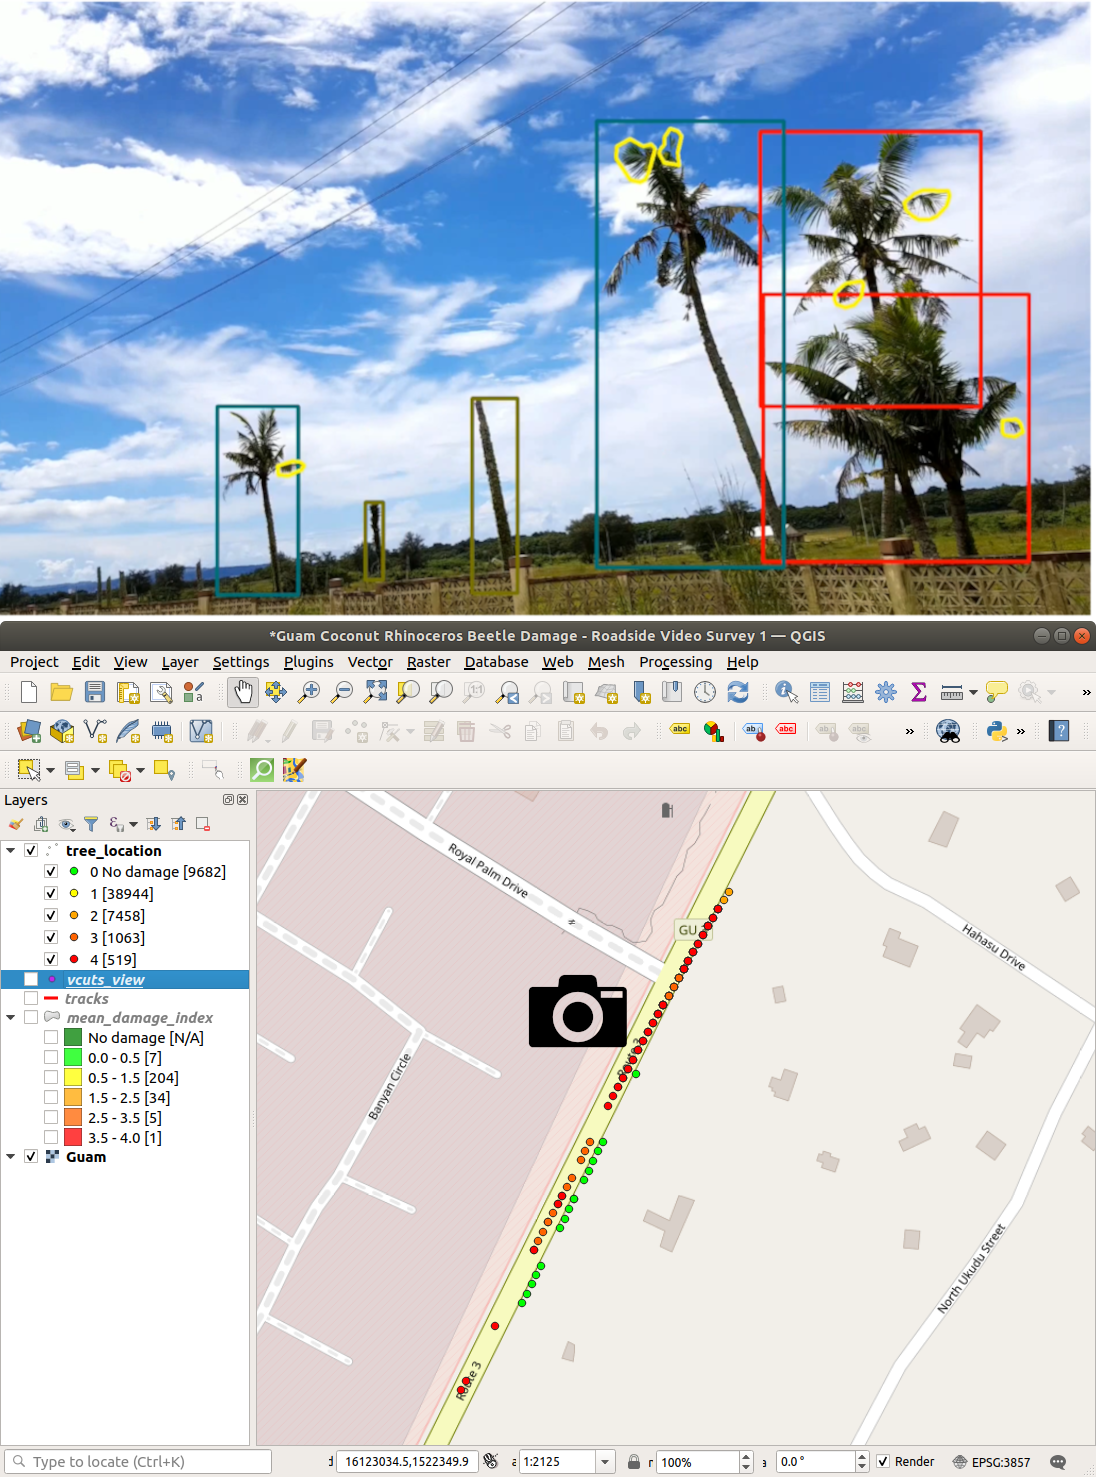 *Guam Coconut Rhinoceros Beetle Damage - Roadside Video Survey 1 — QGIS
Project Edit View Layer Settings Plugins Vector Raster Database Web Mesh Processing Help
Layers
tree_location
0 No damage [9682]
1 [38944]
2 [7458]
3 [1063]
4 [519]
vcuts_view
tracks
mean_damage_index
No damage [N/A]
0.0 - 0.5 [7]
0.5 - 1.5 [204]
1.5 - 2.5 [34]
2.5 - 3.5 [5]
3.5 - 4.0 [1]
Guam
Royal Palm Drive
GU
Hahasu Drive
Banyan Circle
North Ukudu Street
Route 3
Type to locate (Ctrl+K)
16123034.5,1522349.9
1:2125
100%
0.0 °
Render
EPSG:3857